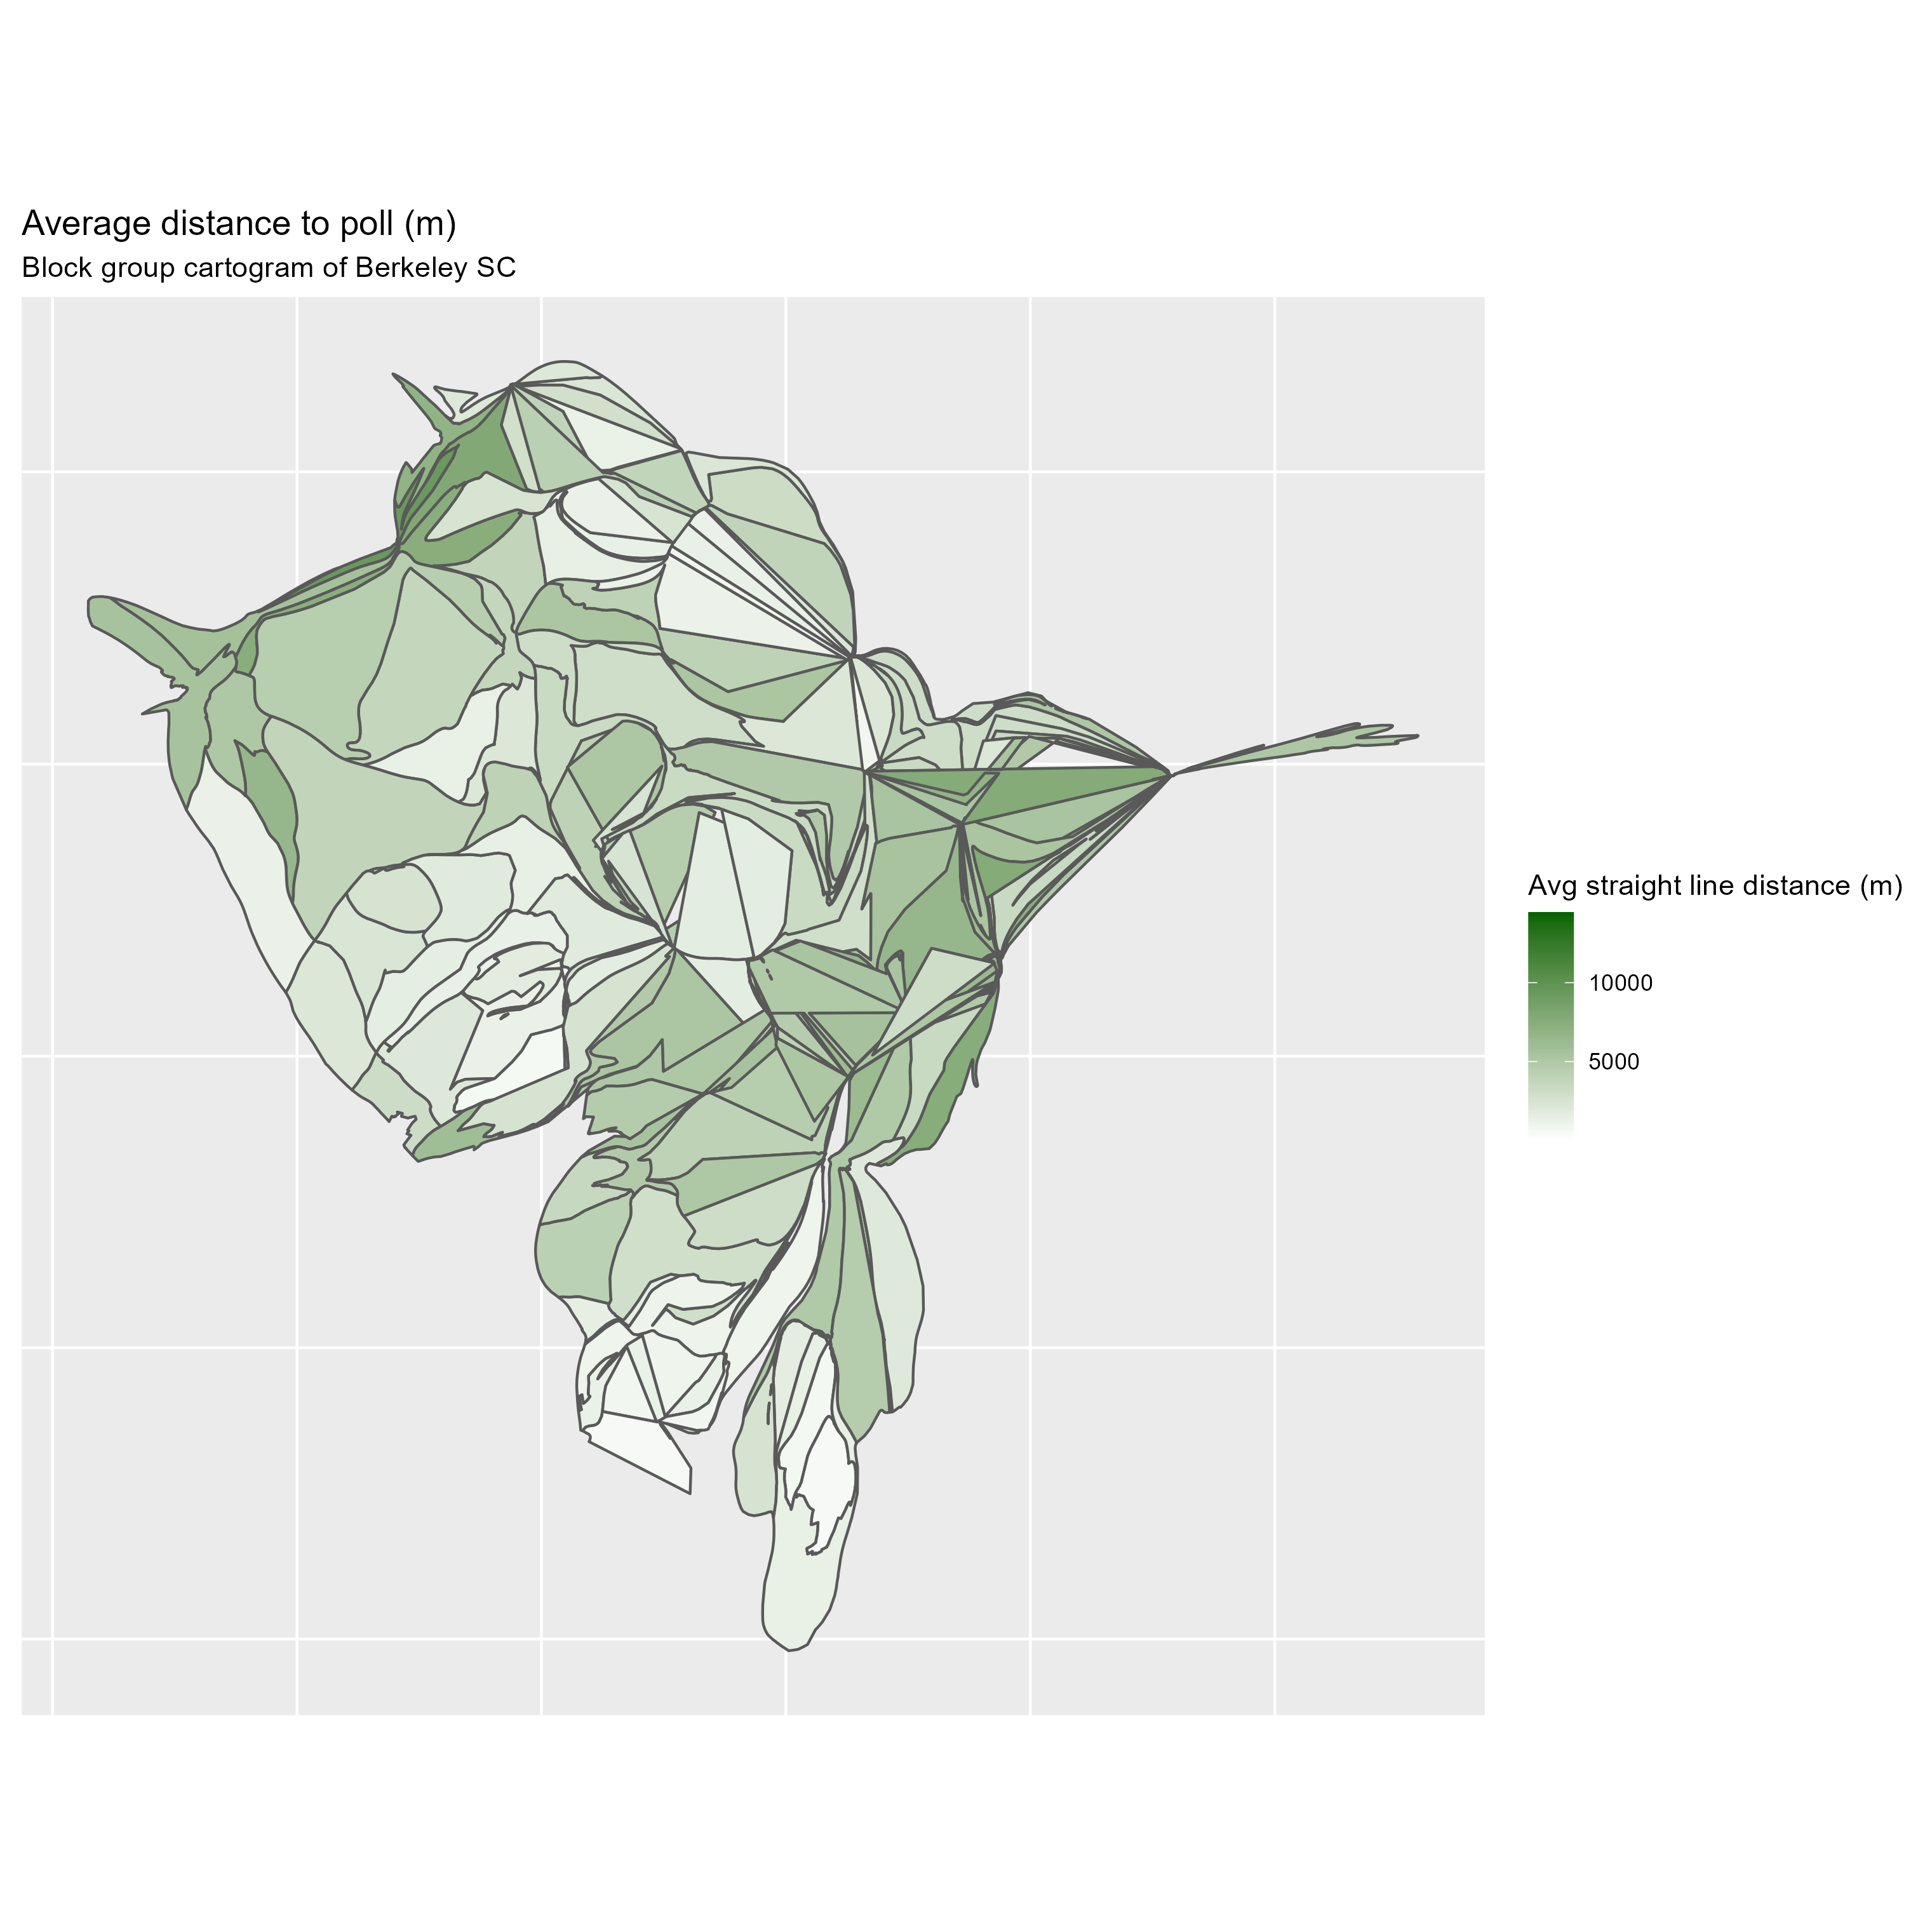 Average distance to poll (m)
Block group cartogram of Berkeley SC
Avg straight line distance (m)
10000
5000